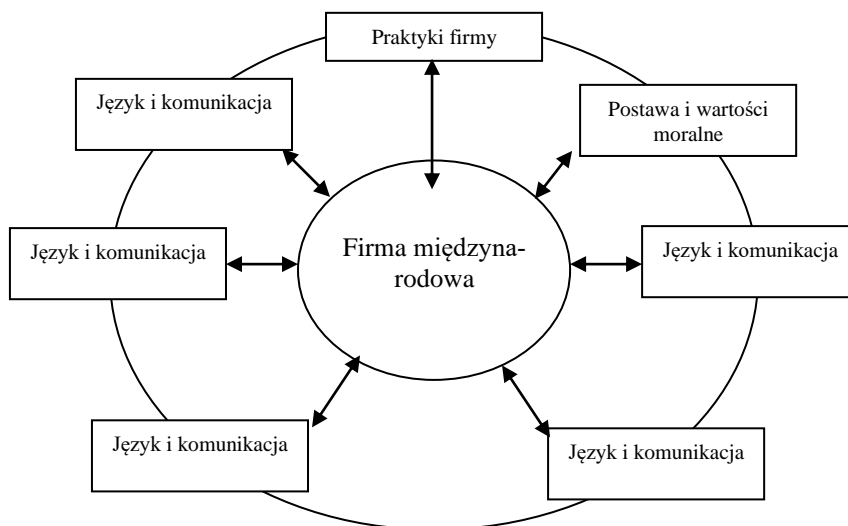 Praktyki firmy
Język i komunikacja
Postawa i wartości
moralne
Język i komunikacja
Firma międzyna-
rodowa
Język i komunikacja
Język i komunikacja
Język i komunikacja